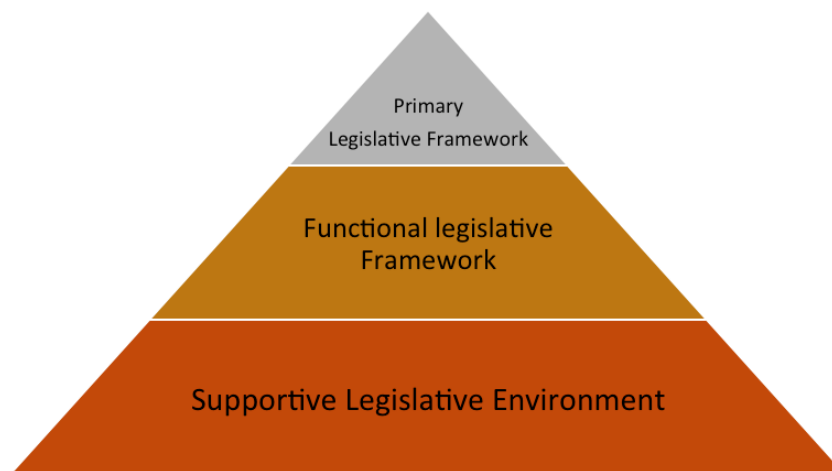 Primary
Legislative Framework
Functional legislative
Framework
Supportive Legislative Environment